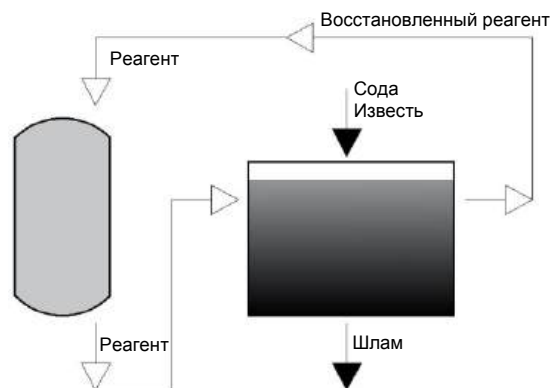 Восстановленный реагент
Реагент
Сода
Известь
Реагент
Шлам